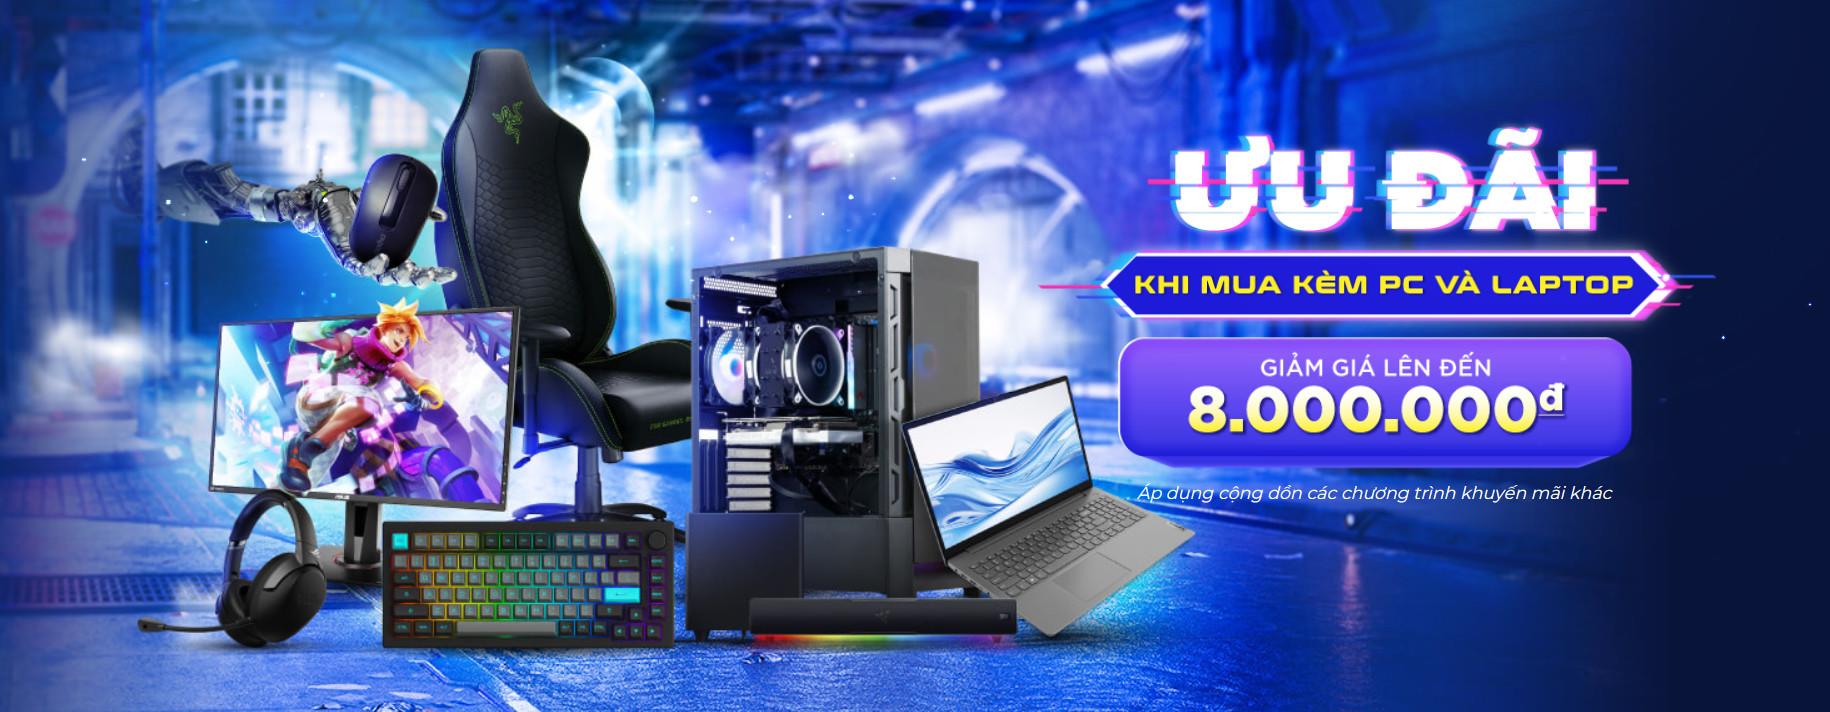 ƯU ĐÃI
KHI MUA KÈM PC VÀ LAPTOP
GIẢM GIÁ LÊN ĐẾN
8.000.000đ
Áp dụng cộng dồn các chương trình khuyến mãi khác